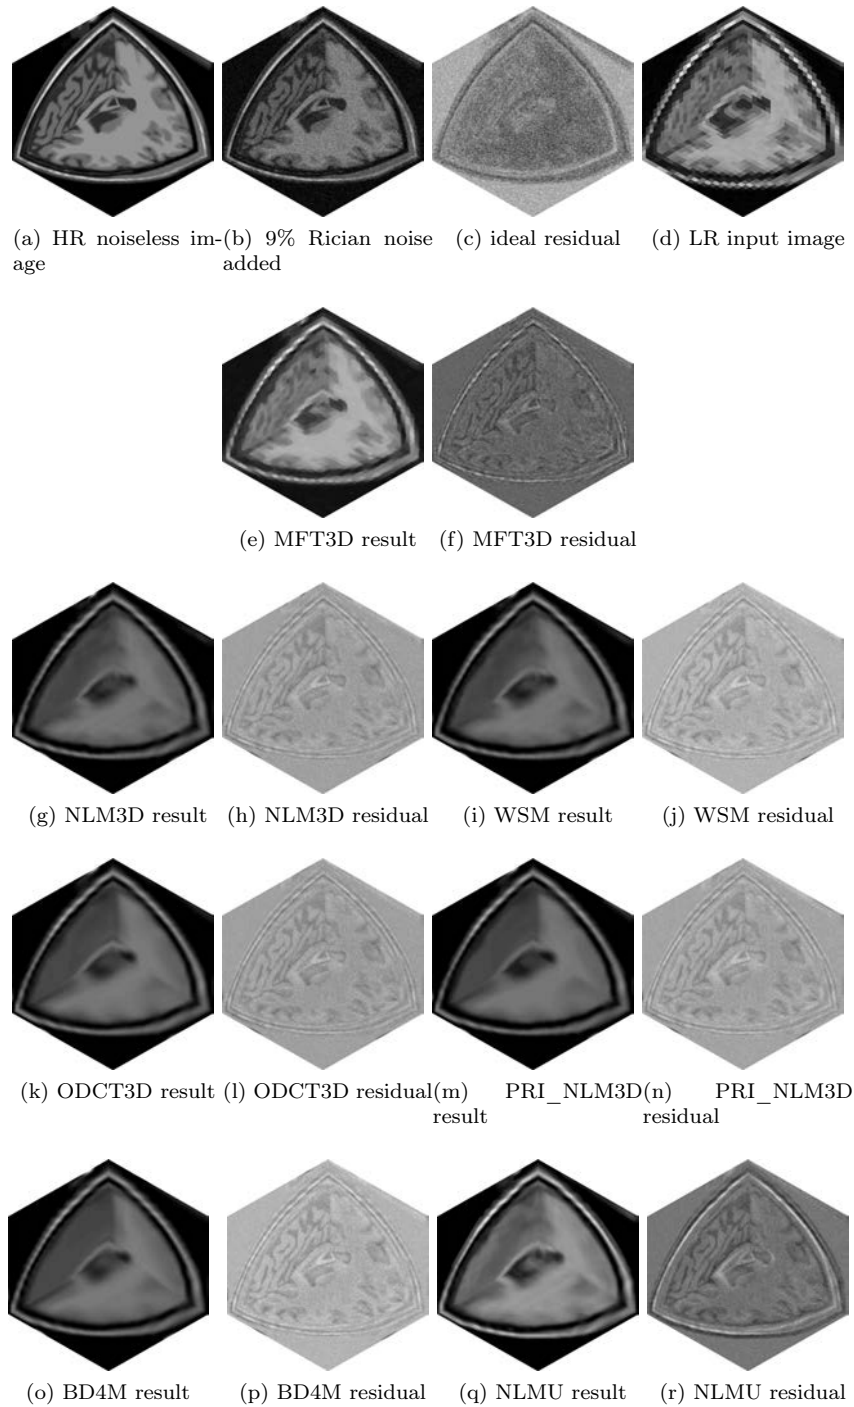 (a) HR noiseless im-
age
(b) 9% Rician noise
added
(c) ideal residual
(d) LR input image
(e) MFT3D result
(f) MFT3D residual
(g) NLM3D result
(h) NLM3D residual
(i) WSM result
(j) WSM residual
(k) ODCT3D result
(l) ODCT3D residual
(m) PRI_NLM3D
result
(n) PRI_NLM3D
residual
(o) BD4M result
(p) BD4M residual
(q) NLMU result
(r) NLMU residual